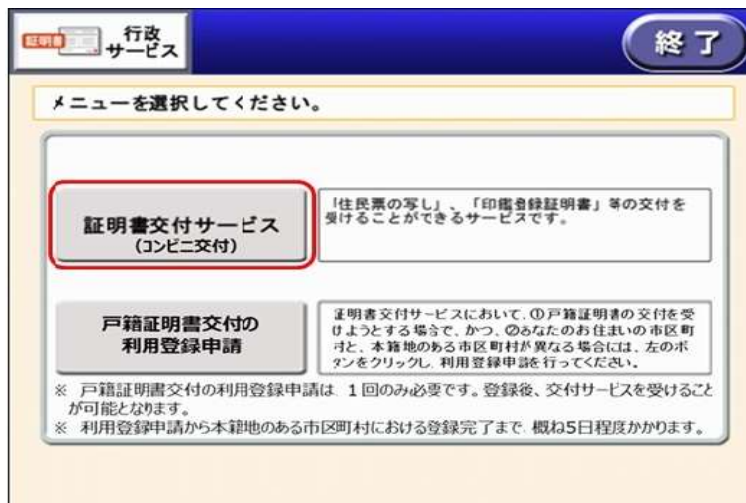 証明書
行政
サービス
終了
メニューを選択してください。
証明書交付サービス
(コンビニ交付)
「住民票の写し」、「印鑑登録証明書」等の交付を
受けることができるサービスです。
戸籍証明書交付の
利用登録申請
証明書交付サービスにおいて、①戸籍証明書の交付を受
けようとする場合で、かつ、②あなたのお住まいの市区町
村と、本籍地のある市区町村が異なる場合には、左のボ
タンをクリックし、利用登録申請を行ってください。
※ 戸籍証明書交付の利用登録申請は、1回のみ必要です。登録後、交付サービスを受けること
が可能となります。
※ 利用登録申請から本籍地のある市区町村における登録完了まで、概ね5日程度かかります。